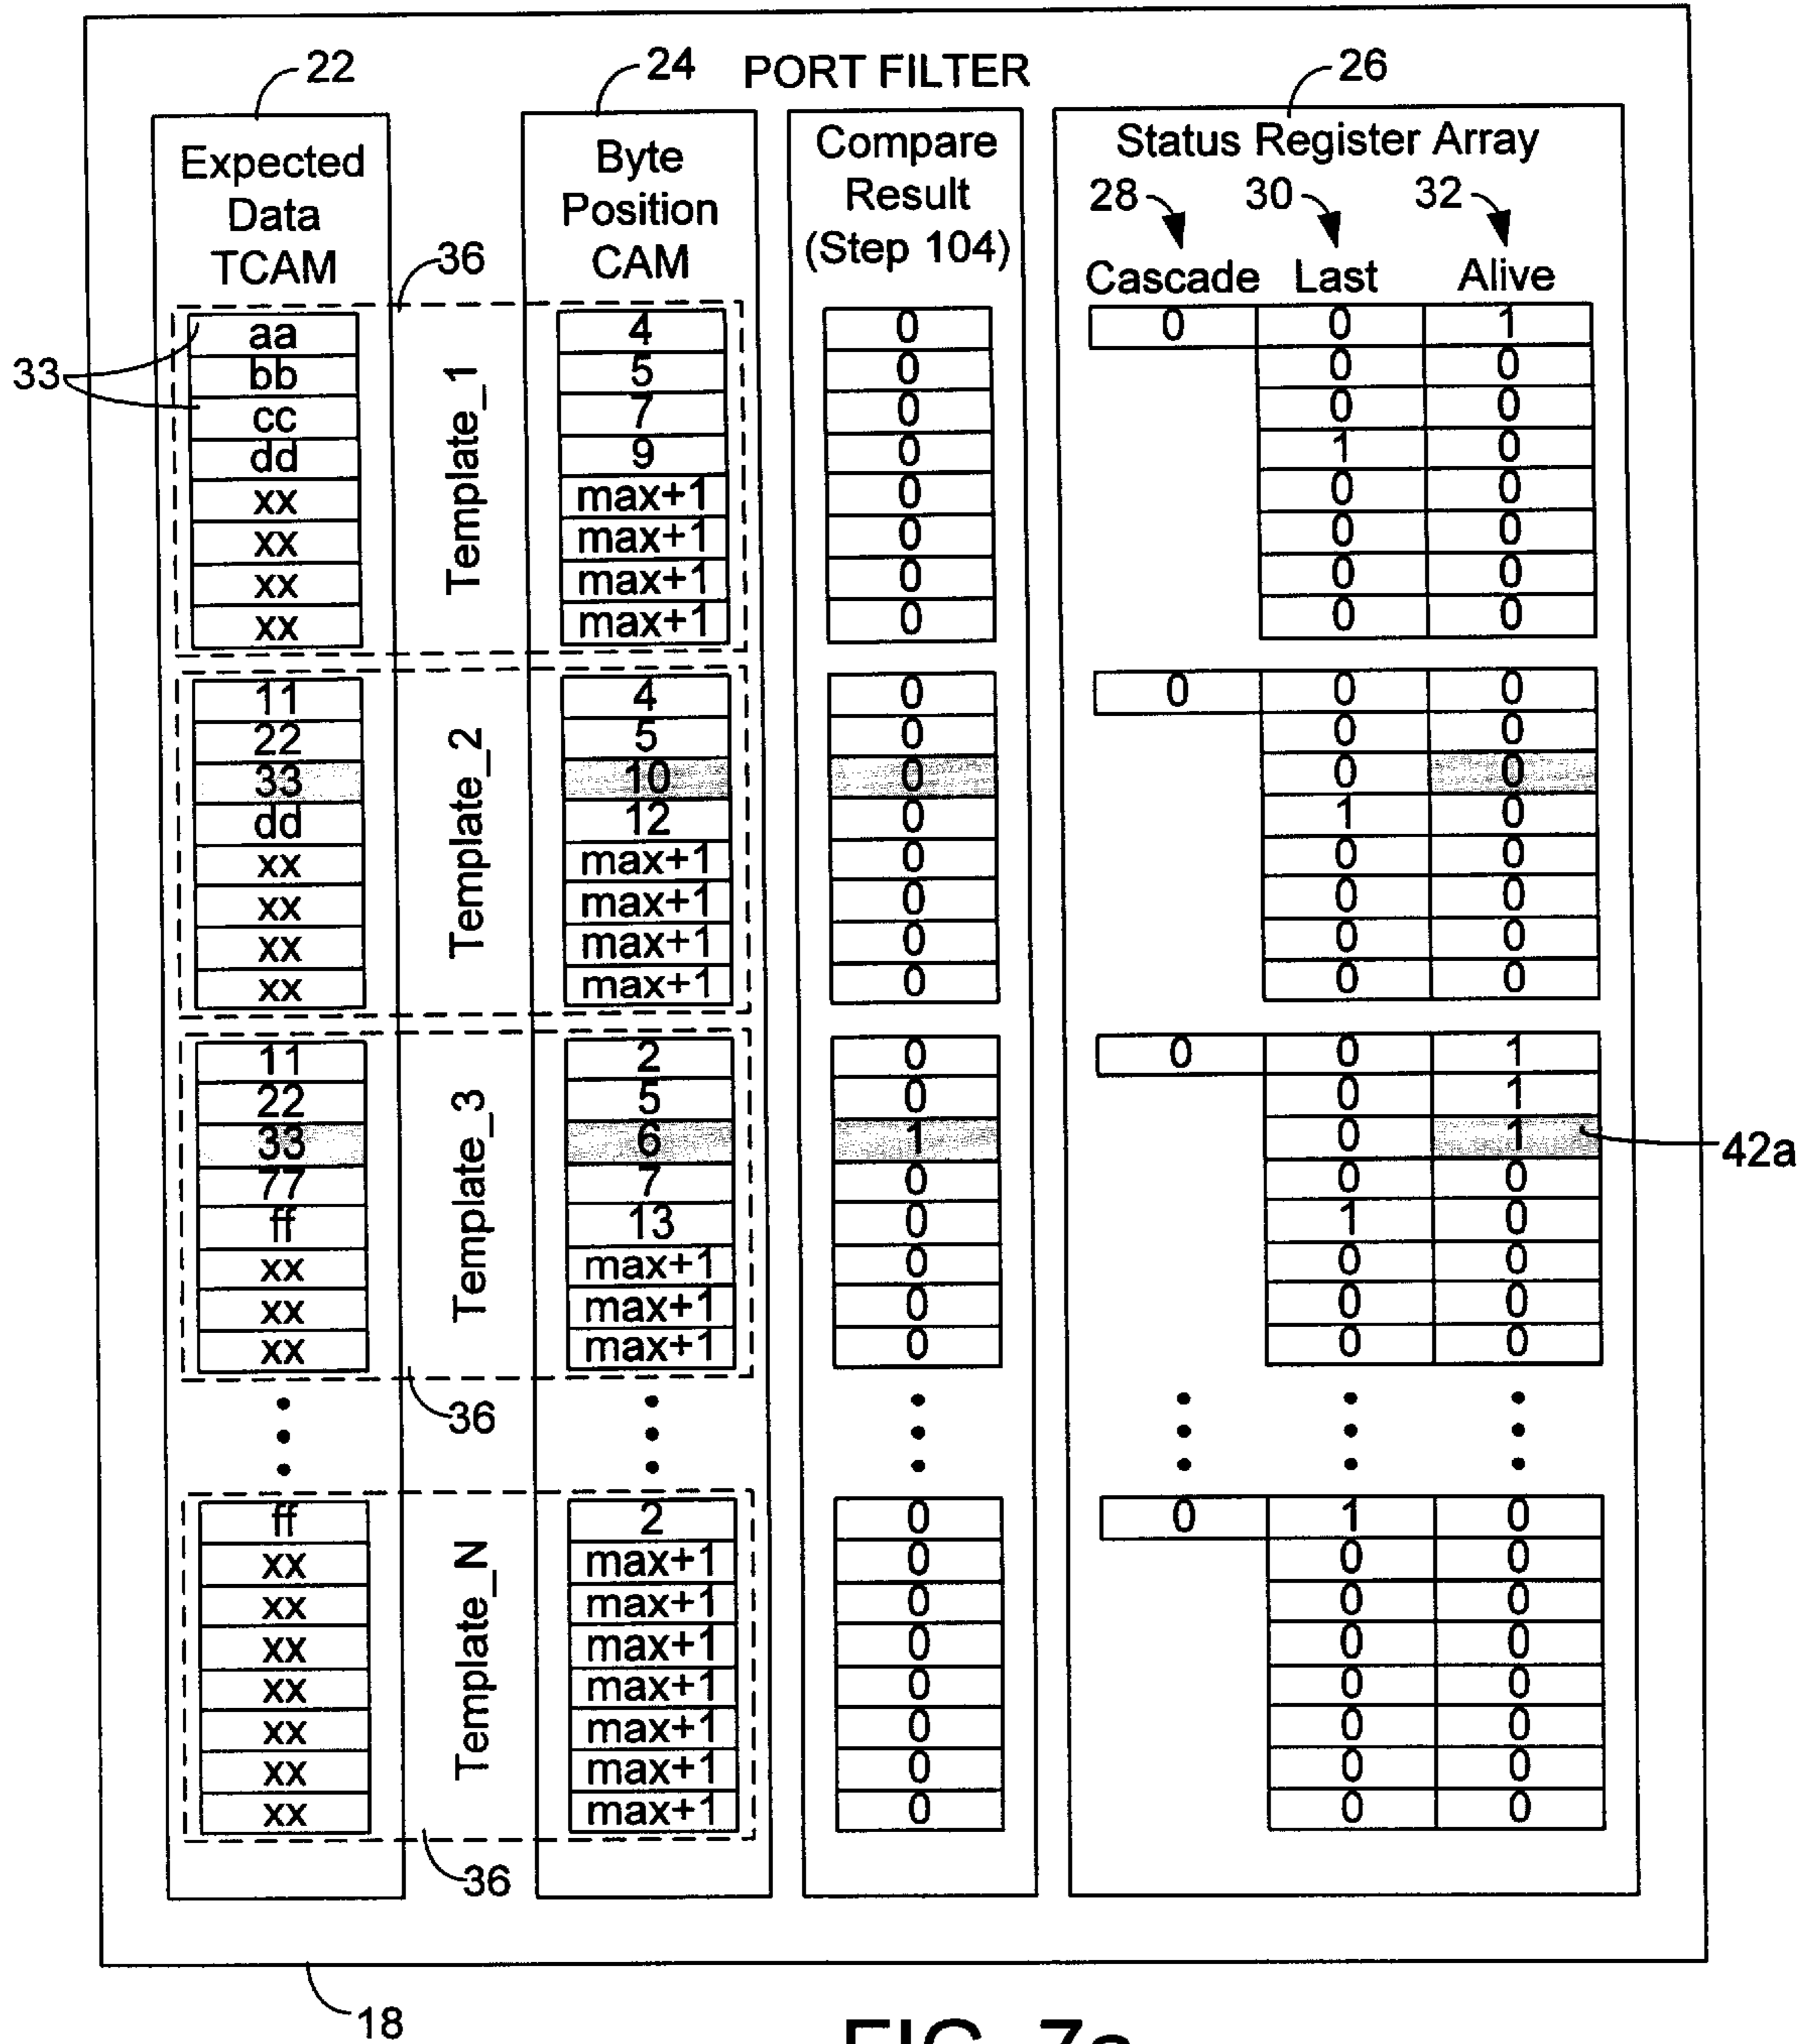 PORT FILTER
22
24
26
Expected
Data
TCAM
Byte
Position
CAM
Compare
Result
(Step 104)
Status Register Array
28
30
32
Cascade
Last
Alive
36
33
Template_1
aa 4 0 0 0 1
bb 5 0 0 0
cc 7 0 0 0
dd 9 0 1 0
xx max+1 0 0 0
xx max+1 0 0 0
xx max+1 0 0 0
xx max+1 0 0 0
Template_2
11 4 0 0 0 0
22 5 0 0 0
33 10 0 0 0
dd 12 0 1 0
xx max+1 0 0 0
xx max+1 0 0 0
xx max+1 0 0 0
xx max+1 0 0 0
Template_3
11 2 0 0 0 1
22 5 0 0 1
33 6 1 0 1
42a
77 7 0 0 0
ff 13 0 1 0
xx max+1 0 0 0
xx max+1 0 0 0
xx max+1 0 0 0
36
Template_N
ff 2 0 0 1 0
xx max+1 0 0 0
xx max+1 0 0 0
xx max+1 0 0 0
xx max+1 0 0 0
xx max+1 0 0 0
xx max+1 0 0 0
xx max+1 0 0 0
36
18
FIG. 7a